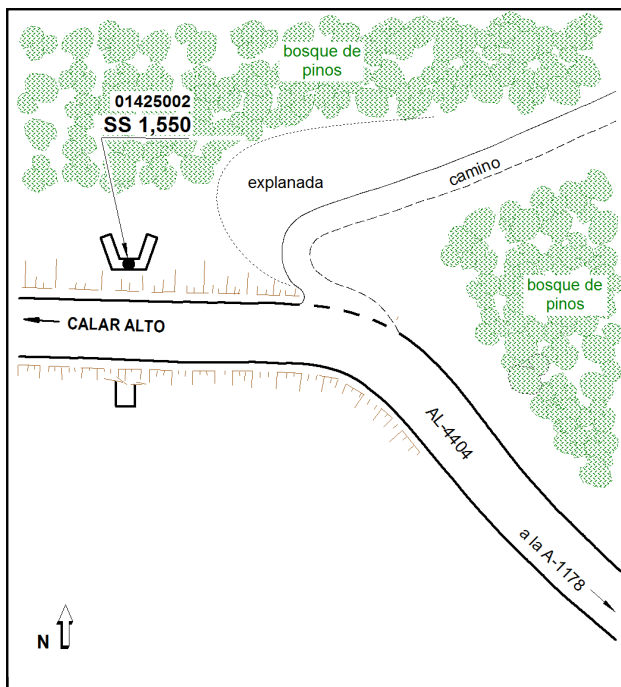 bosque de
pinos
01425002
SS 1,550
explanada
camino
bosque de
pinos
CALAR ALTO
AL-4404
a la A-1178
N